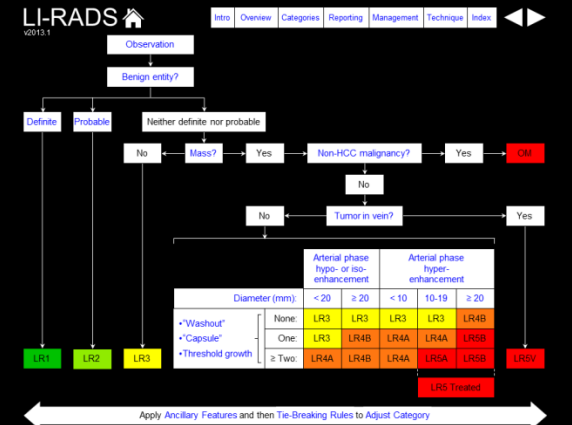 LI-RADS
v2013.1
Intro Overview Categories Reporting Management Technique Index
Observation
Benign entity?
Definite Probable Neither definite nor probable
No Mass? Yes Non-HCC malignancy? Yes OM
No
No Tumor in vein? Yes
Arterial phase hypo- or iso-enhancement
Arterial phase hyper-enhancement
Diameter (mm): < 20 ≥ 20 < 10 10-19 ≥ 20
•"Washout"
•"Capsule"
•Threshold growth
None: LR3 LR3 LR3 LR3 LR4B
One: LR3 LR4B LR4A LR4A LR5B
≥ Two: LR4A LR4B LR4A LR5A LR5B
LR1 LR2 LR3 LR5V
LR5 Treated
Apply Ancillary Features and then Tie-Breaking Rules to Adjust Category